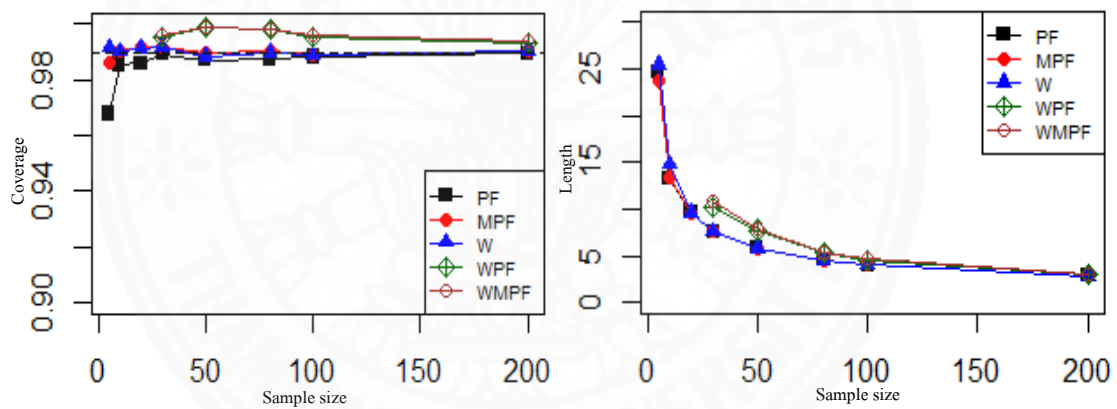 Coverage
0.90
0.94
0.98
PF
MPF
W
WPF
WMPF
0 50 100 150 200
Sample size
Length
0 5 15 25
PF
MPF
W
WPF
WMPF
0 50 100 150 200
Sample size